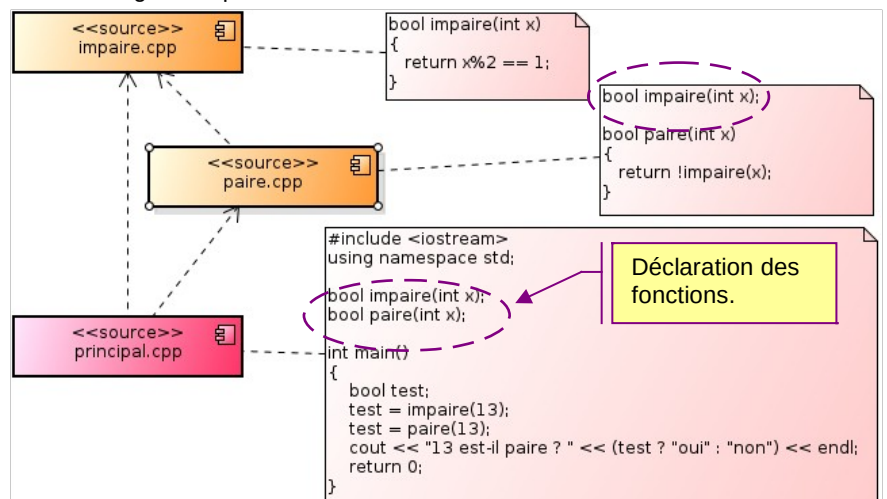 <<source>>
impaire.cpp
bool impaire(int x)
{
return x%2 == 1;
}
bool impaire(int x);
bool paire(int x)
{
return !impaire(x);
}
<<source>>
paire.cpp
#include <iostream>
using namespace std;
bool impaire(int x);
bool paire(int x);
int main()
{
bool test;
test = impaire(13);
test = paire(13);
cout << "13 est-il paire ? " << (test ? "oui" : "non") << endl;
return 0;
}
Déclaration des
fonctions.
<<source>>
principal.cpp